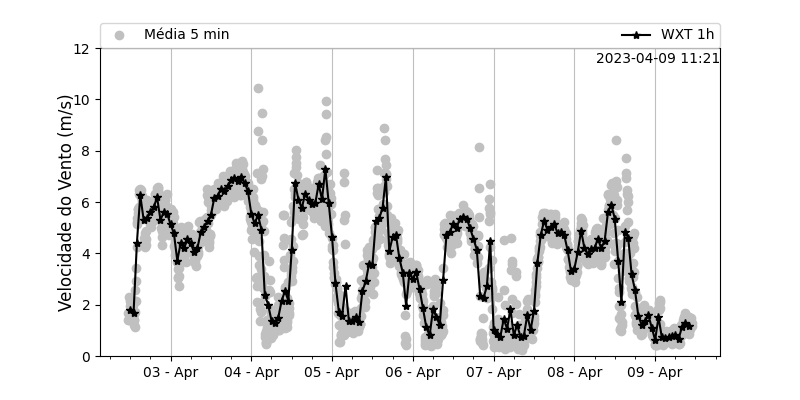 Média 5 min
WXT 1h
2023-04-09 11:21
Velocidade do Vento (m/s)
12
10
8
6
4
2
0
03 - Apr
04 - Apr
05 - Apr
06 - Apr
07 - Apr
08 - Apr
09 - Apr